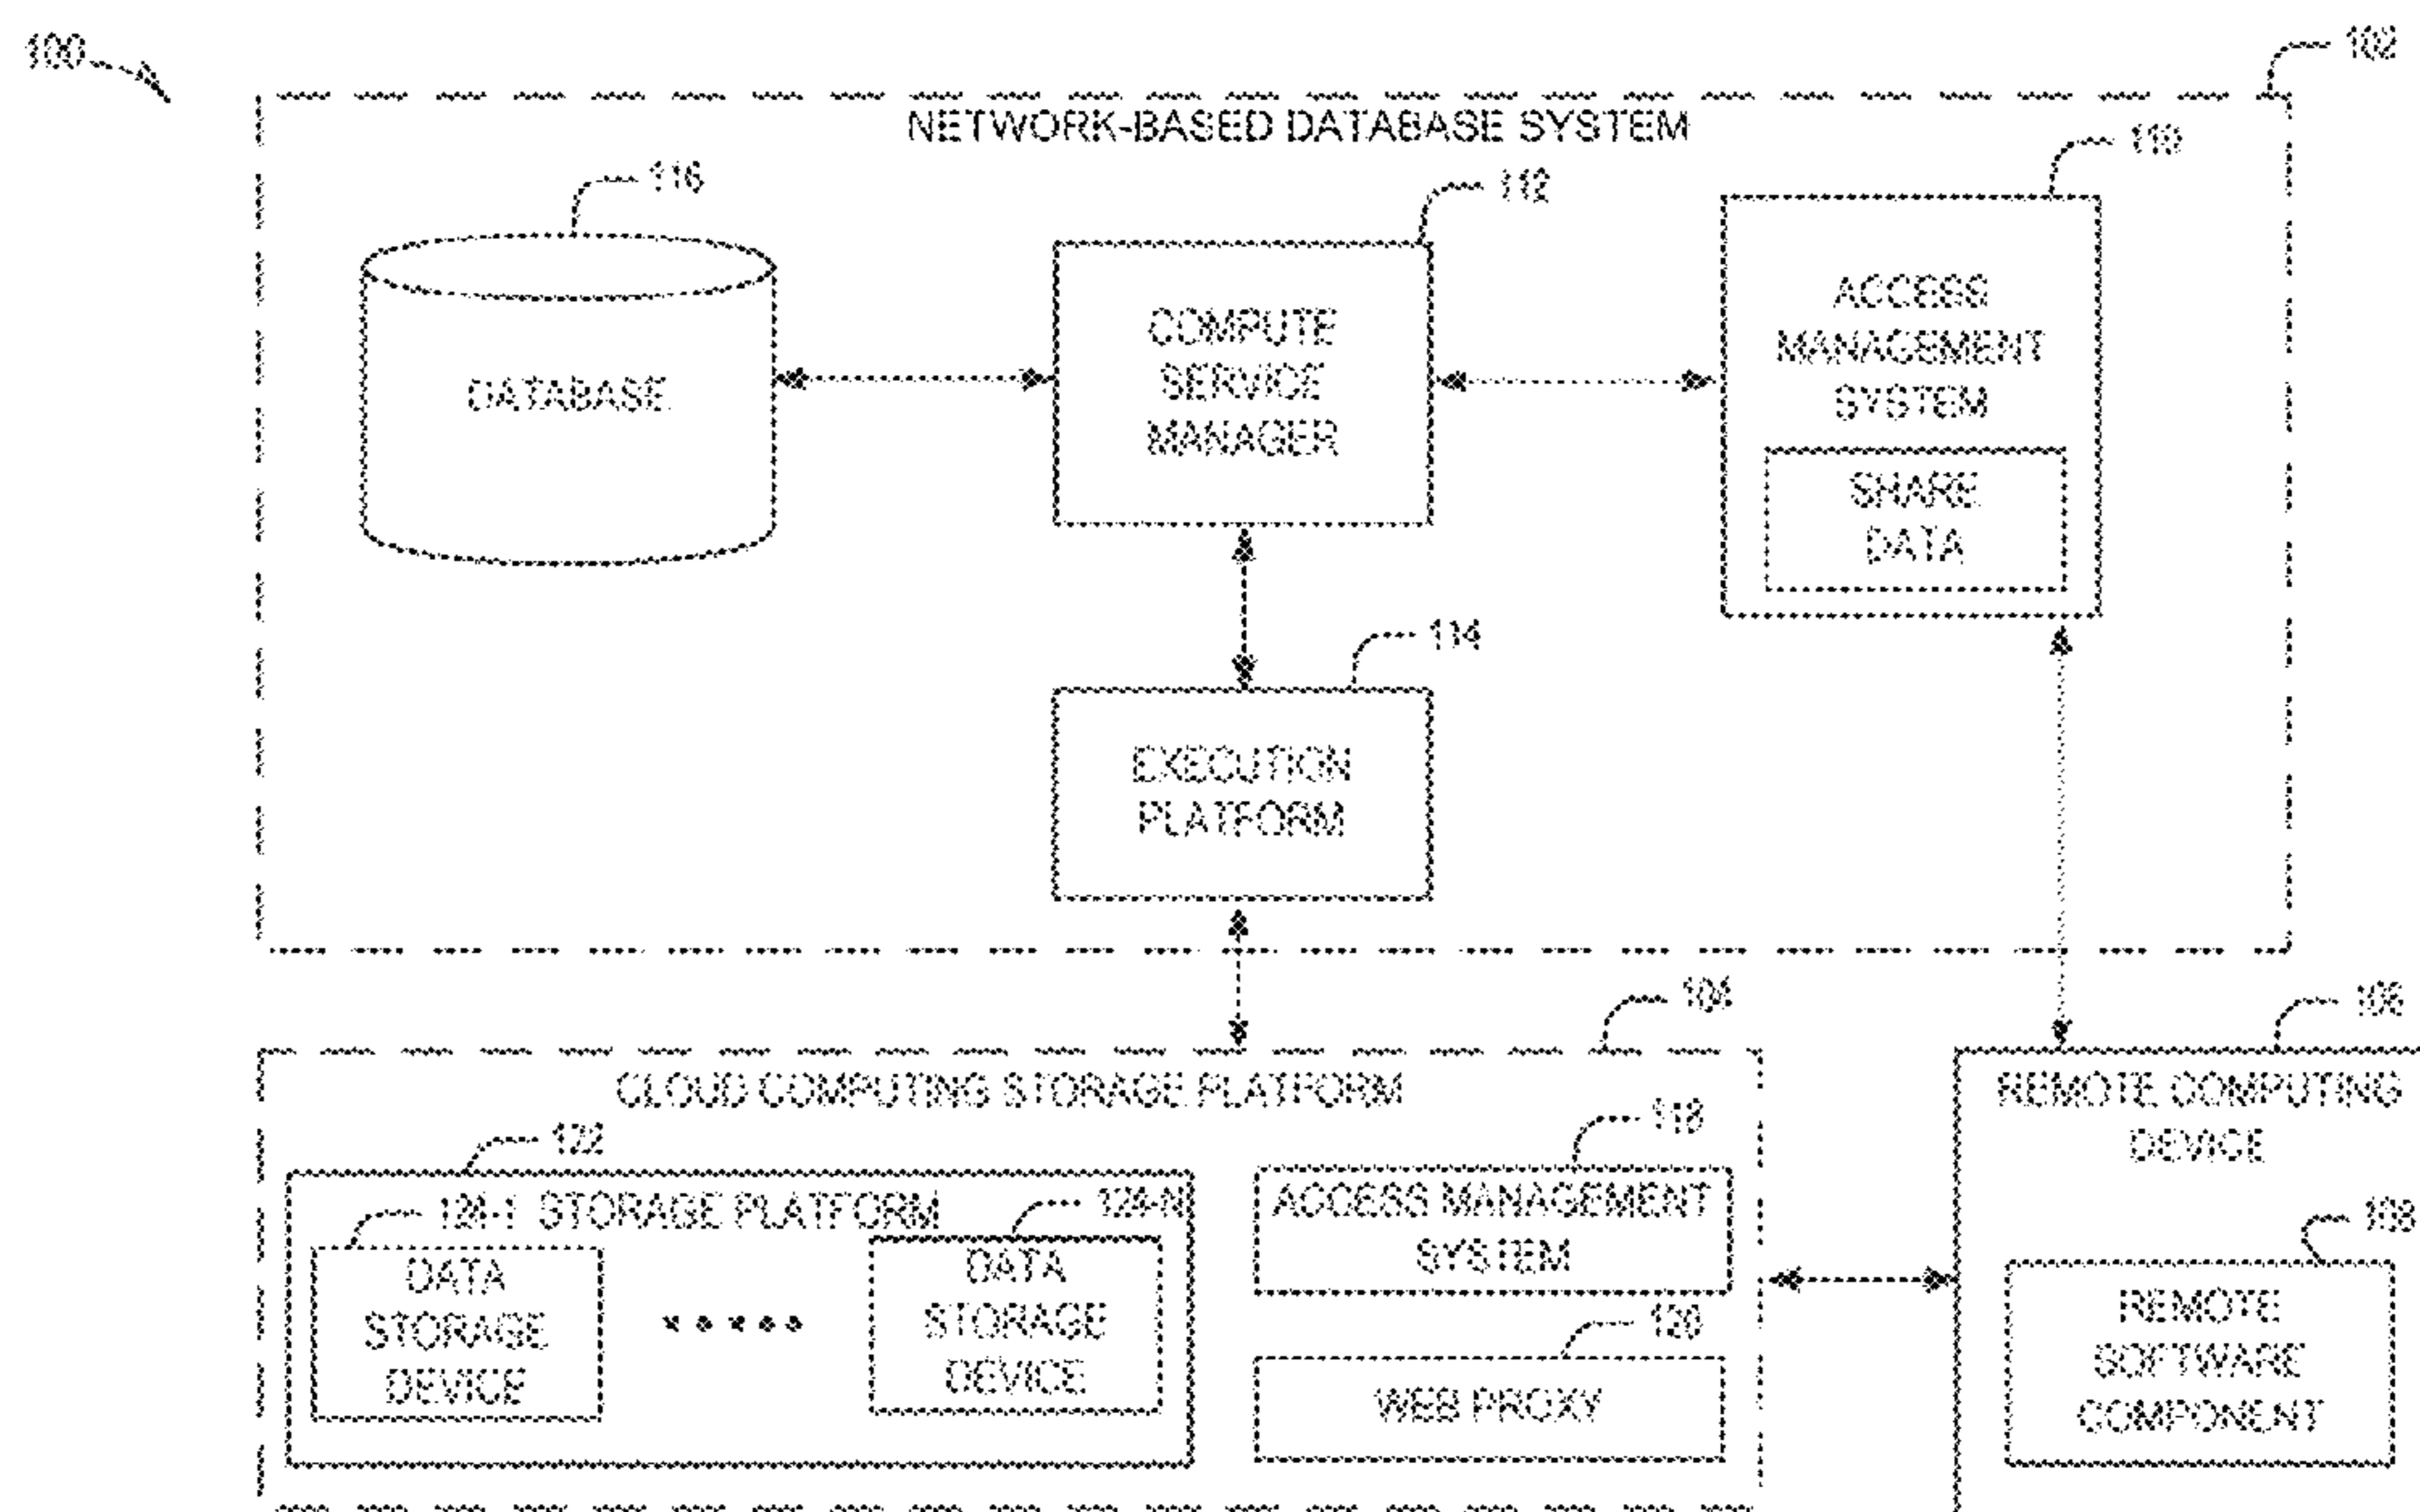 100
102
NETWORK-BASED DATABASE SYSTEM
116
112
110
DATABASE
COMPUTE
SERVICE
MANAGER
ACCESS
MANAGEMENT
SYSTEM
SHARE
DATA
114
EXECUTION
PLATFORM
104
106
CLOUD COMPUTING STORAGE PLATFORM
REMOTE COMPUTING
DEVICE
122
118
124-1 STORAGE PLATFORM 124-N
DATA
STORAGE
DEVICE
DATA
STORAGE
DEVICE
ACCESS MANAGEMENT
SYSTEM
120
WEB PROXY
108
REMOTE
SOFTWARE
COMPONENT